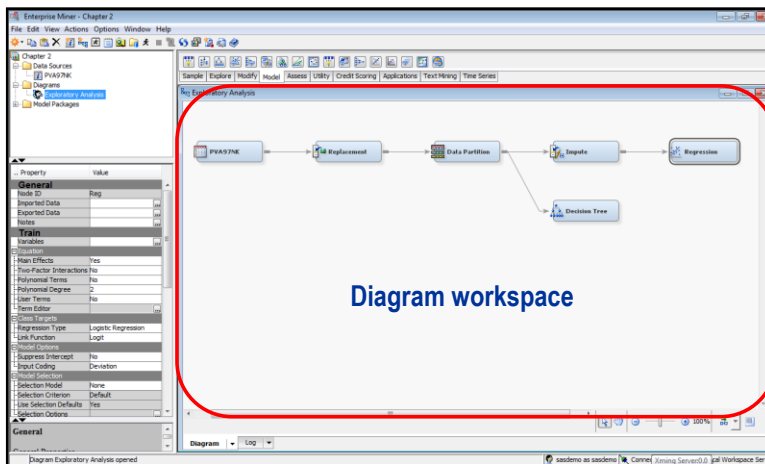 Enterprise Miner - Chapter 2
File Edit View Actions Options Window Help
Chapter 2
Data Sources
PVA97NK
Diagrams
Exploratory Analysis
Model Packages
Sample Explore Modify Model Assess Utility Credit Scoring Applications Text Mining Time Series
Exploratory Analysis
PVA97NK
Replacement
Data Partition
Impute
Regression
Decision Tree
Diagram workspace
.. Property Value
General
Node ID Reg
Imported Data
Exported Data
Notes
Train
Variables
Equation
Main Effects Yes
Two-Factor Interactions No
Polynomial Terms No
Polynomial Degree 2
User Terms No
Term Editor
Class Targets
Regression Type Logistic Regression
Link Function Logit
Model Options
Suppress Intercept No
Input Coding Deviation
Model Selection
Selection Model None
Selection Criterion Default
Use Selection Defaults Yes
Selection Options
General
General Properties
100%
Diagram Log
Diagram Exploratory Analysis opened
sasdemo as sasdemo Connec Xming Server:0.0 cal Workspace Ser